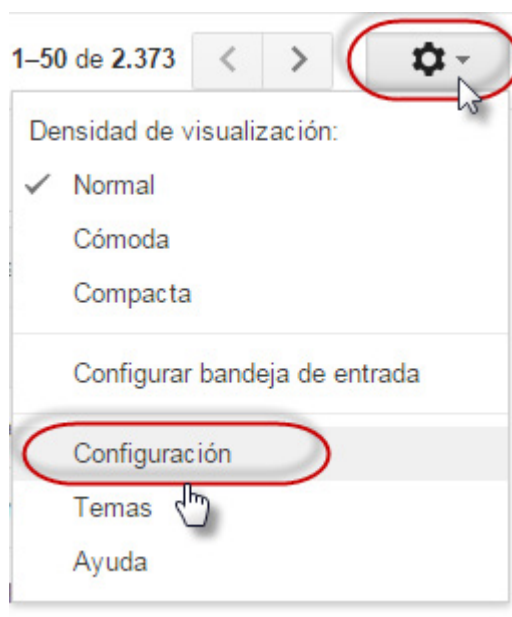 1–50 de 2.373
Densidad de visualización:
Normal
Cómoda
Compacta
Configurar bandeja de entrada
Configuración
Temas
Ayuda